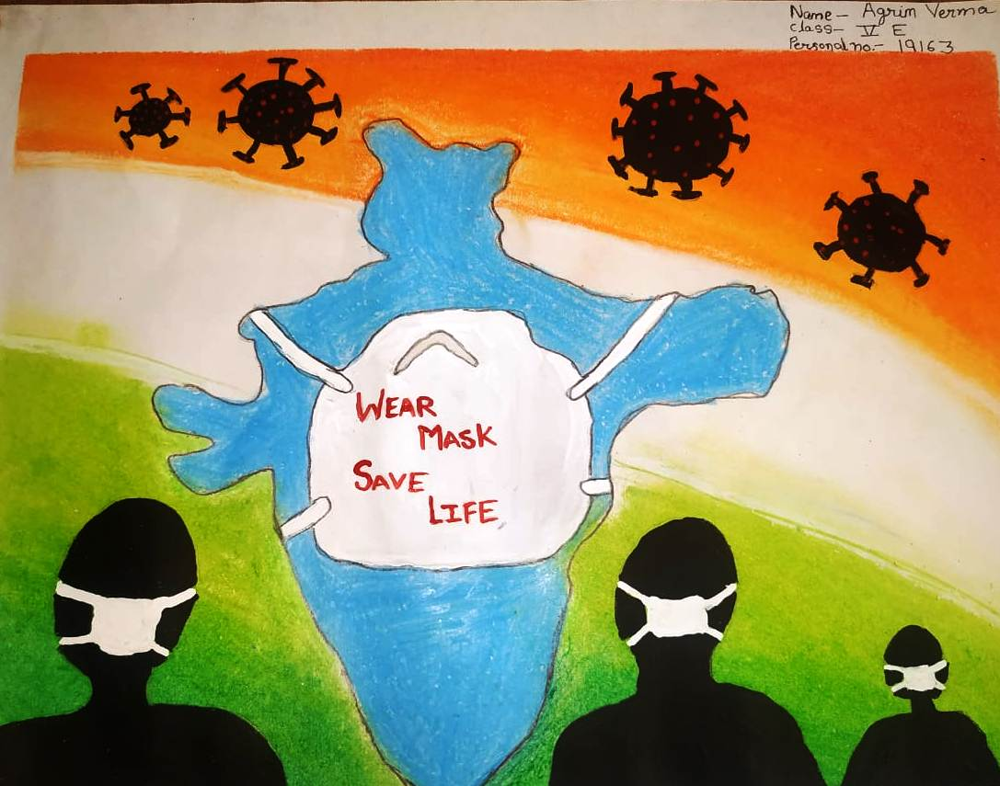 Name- Agrim Verma
Class- V E
Personal no.- 19163
WEAR
MASK
SAVE
LIFE